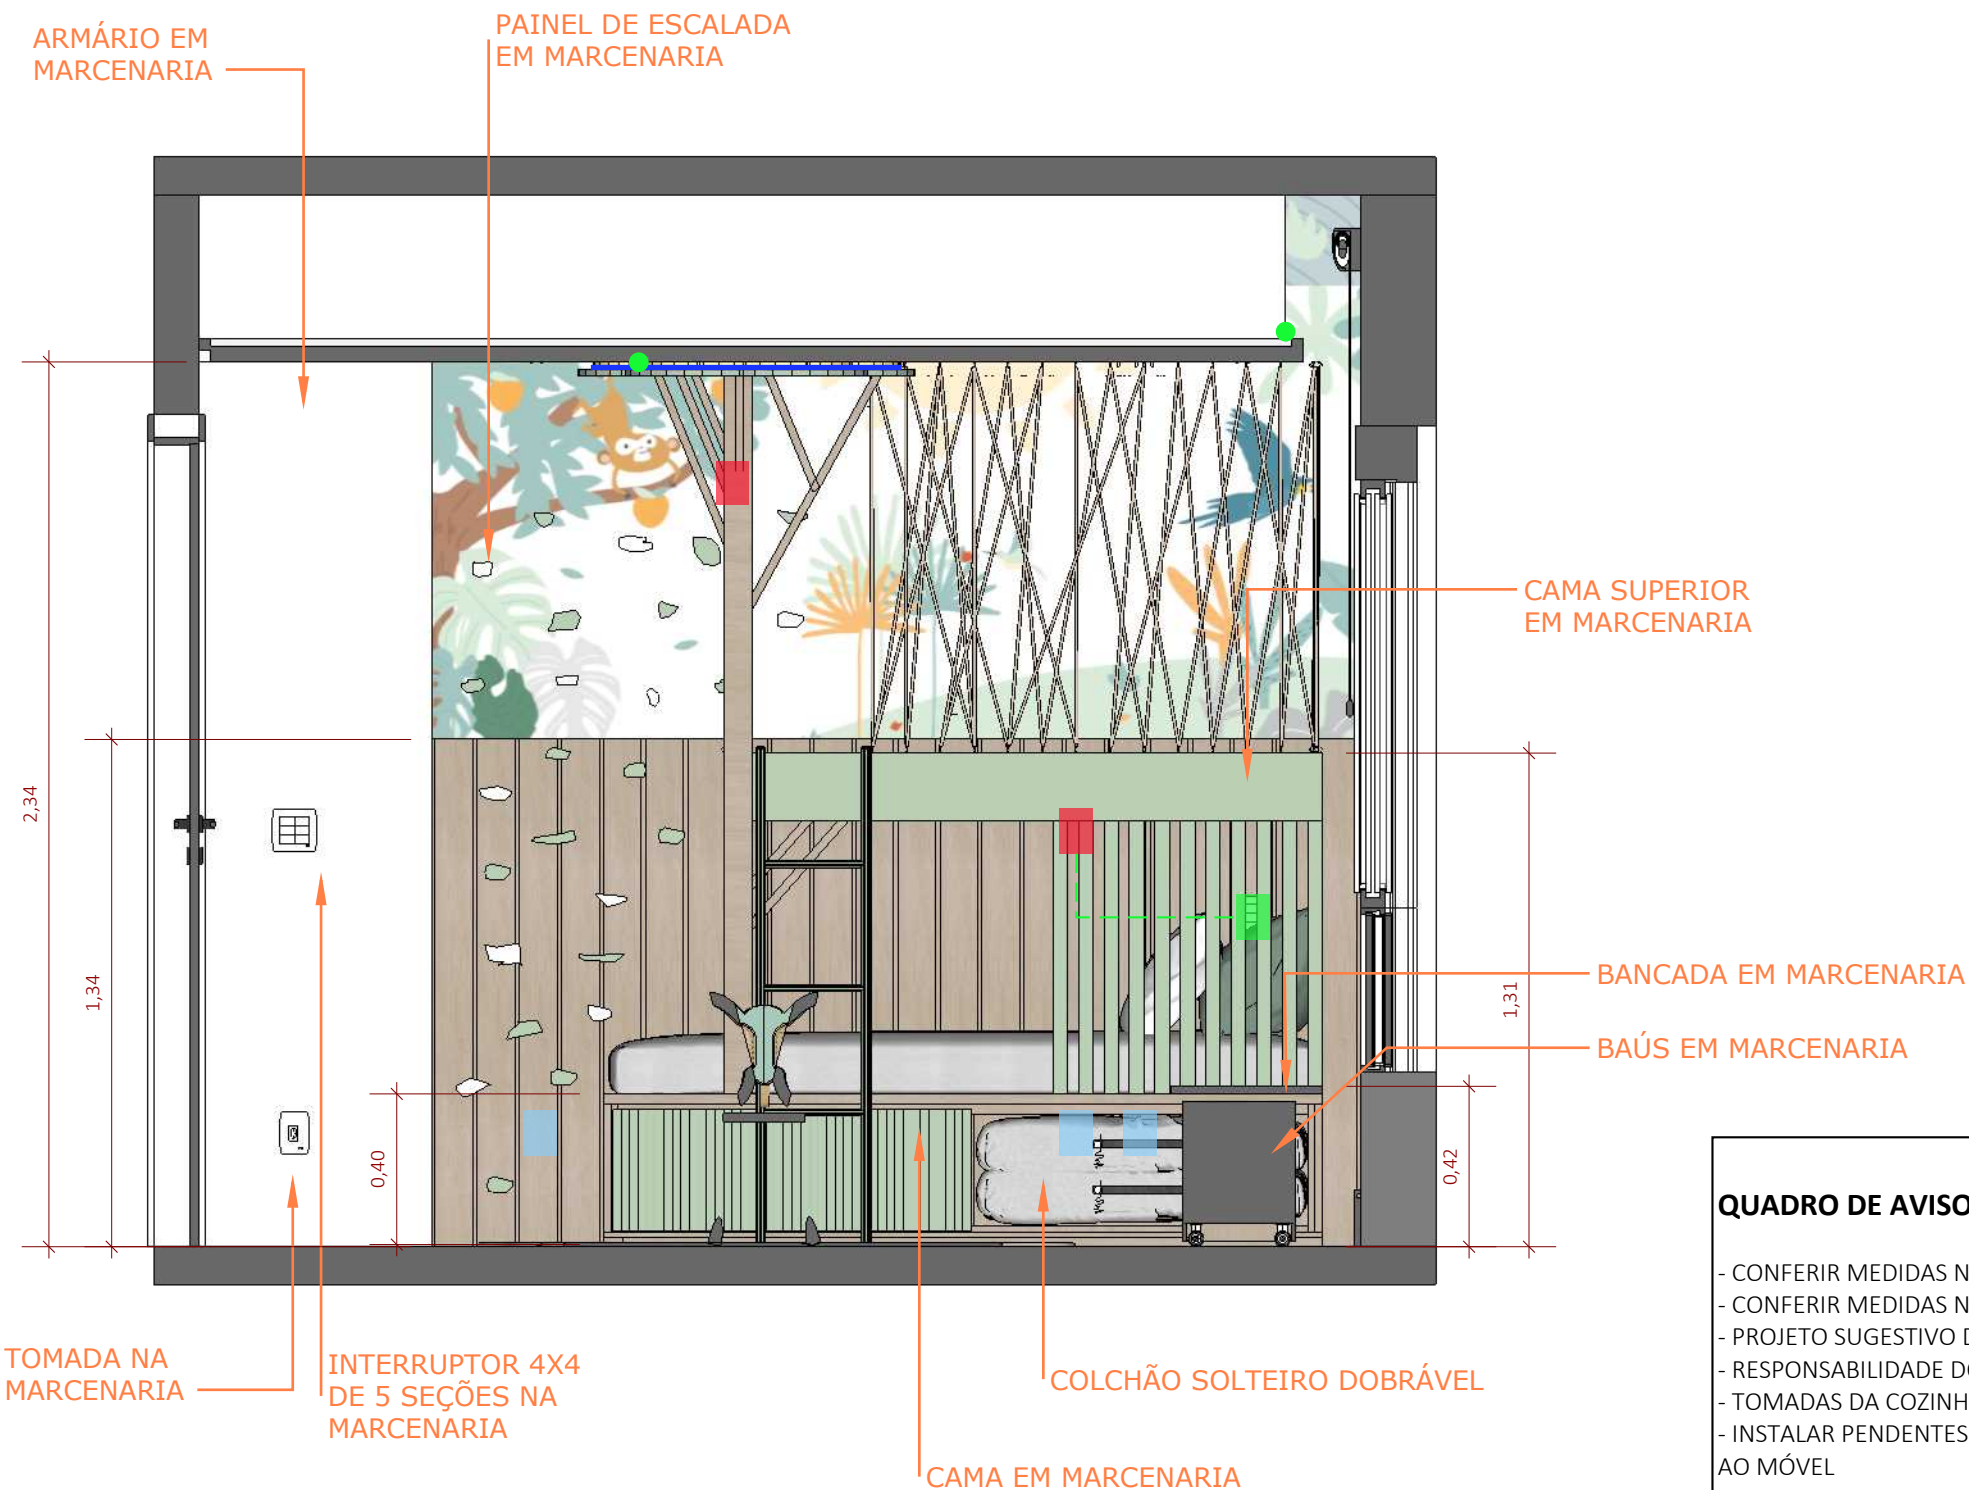 ARMÁRIO EM
MARCENARIA
PAINEL DE ESCALADA
EM MARCENARIA
CAMA SUPERIOR
EM MARCENARIA
2,34
1,34
BANCADA EM MARCENARIA
1,31
BAÚS EM MARCENARIA
0,40
0,42
QUADRO DE AVISO
- CONFERIR MEDIDAS N
- CONFERIR MEDIDAS N
- PROJETO SUGESTIVO D
- RESPONSABILIDADE DO
- TOMADAS DA COZINH
- INSTALAR PENDENTES
AO MÓVEL
TOMADA NA
MARCENARIA
INTERRUPTOR 4X4
DE 5 SEÇÕES NA
MARCENARIA
COLCHÃO SOLTEIRO DOBRÁVEL
CAMA EM MARCENARIA